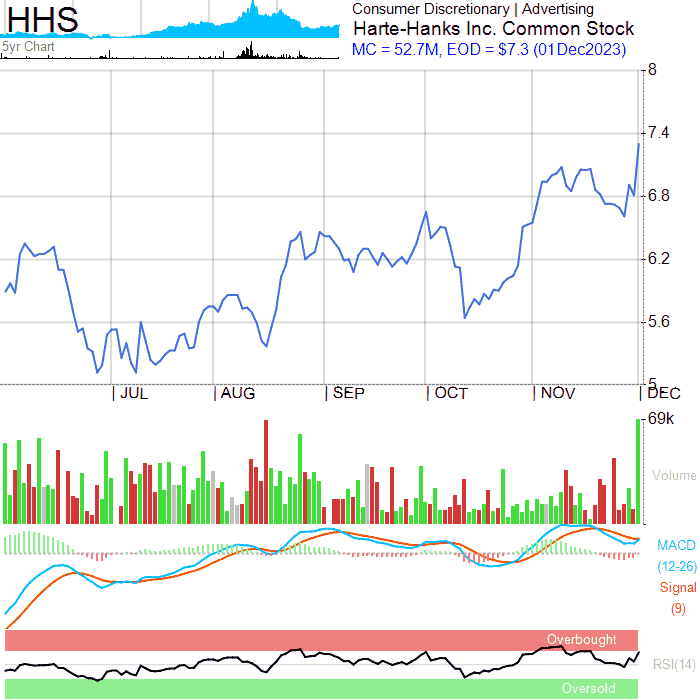 HHS
5yr Chart
Consumer Discretionary | Advertising
Harte-Hanks Inc. Common Stock
MC = 52.7M, EOD = $7.3 (01Dec2023)
8
7.4
6.8
6.2
5.6
5
| JUL | AUG | SEP | OCT | NOV | DEC
69k
Volume
MACD
(12-26)
Signal
(9)
Overbought
RSI(14)
Oversold